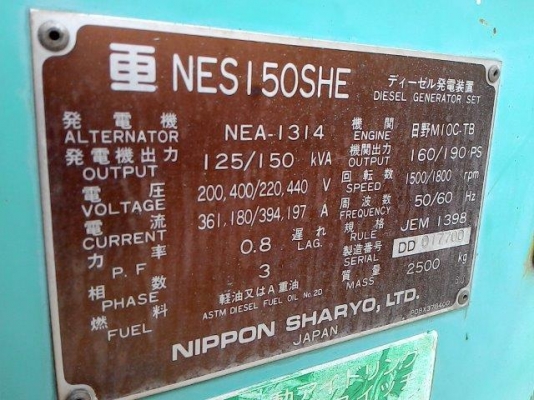 重 NES150SHE ディーゼル発電装置
DIESEL GENERATOR SET
発電機 ALTERNATOR NEA-1314
発電機出力 OUTPUT 125/150 kVA
電圧 VOLTAGE 200,400/220,440 V
電流 CURRENT 361,180/394,197 A
力率 P.F 0.8 遅れ LAG.
相数 PHASE 3
燃料 FUEL 軽油又はA重油
ASTM DIESEL FUEL OIL No.2D
機関 ENGINE 日野M10C-TB
機関出力 OUTPUT 160/190 PS
回転数 SPEED 1500/1800 rpm
周波数 FREQUENCY 50/60 Hz
規格 RULE JEM 1398
製造番号 SERIAL DD
質量 MASS 2500 kg
NIPPON SHARYO, LTD.
JAPAN